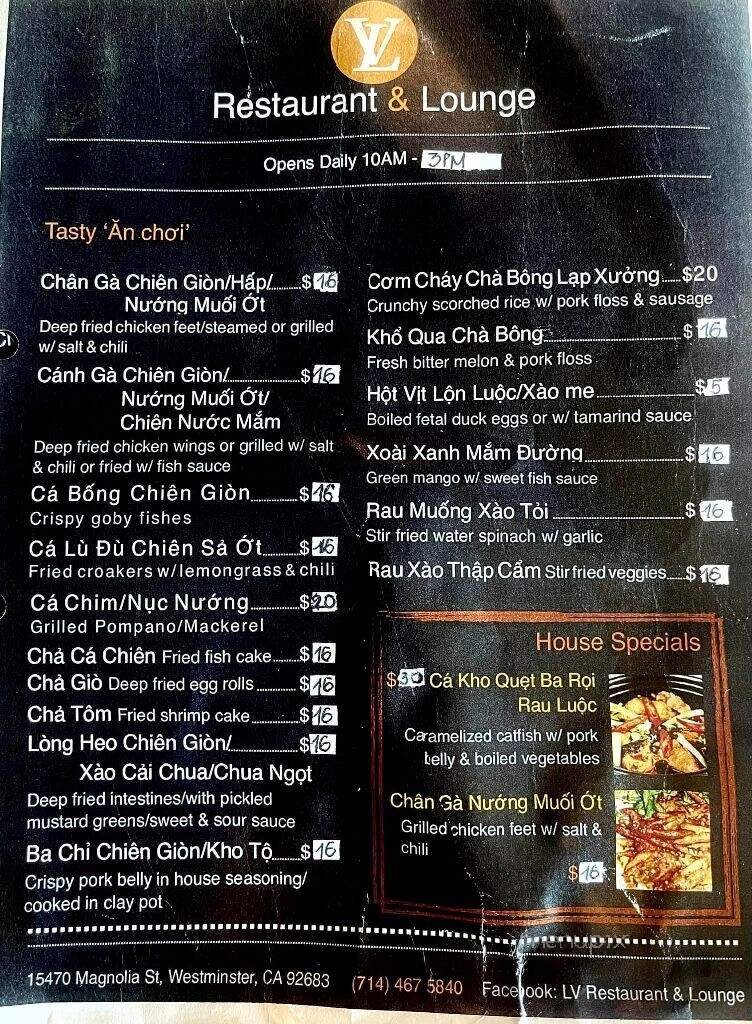 LV
Restaurant & Lounge
Opens Daily 10AM - 3PM
Tasty 'Ăn chơi'
Chân Gà Chiên Giòn/Hấp/ $16
Nướng Muối Ớt
Deep fried chicken feet/steamed or grilled
w/ salt & chili
Cánh Gà Chiên Giòn/ $16
Nướng Muối Ớt/
Chiên Nước Mắm
Deep fried chicken wings or grilled w/ salt
& chili or fried w/ fish sauce
Cá Bống Chiên Giòn $16
Crispy goby fishes
Cá Lù Đù Chiên Sả Ớt $16
Fried croakers w/ lemongrass & chili
Cá Chim/Nục Nướng $20
Grilled Pompano/Mackerel
Chả Cá Chiên Fried fish cake $16
Chả Giò Deep fried egg rolls $16
Chả Tôm Fried shrimp cake $16
Lòng Heo Chiên Giòn/ $16
Xào Cải Chua/Chua Ngọt
Deep fried intestines/with pickled
mustard greens/sweet & sour sauce
Ba Chỉ Chiên Giòn/Kho Tộ $16
Crispy pork belly in house seasoning/
cooked in clay pot
Cơm Cháy Chà Bông Lạp Xưởng $20
Crunchy scorched rice w/ pork floss & sausage
Khổ Qua Chà Bông $16
Fresh bitter melon & pork floss
Hột Vịt Lộn Luộc/Xào me $5
Boiled fetal duck eggs or w/ tamarind sauce
Xoài Xanh Mắm Đường $16
Green mango w/ sweet fish sauce
Rau Muống Xào Tỏi $16
Stir fried water spinach w/ garlic
Rau Xào Thập Cẩm Stir fried veggies $16
House Specials
$30 Cá Kho Quẹt Ba Rọi
Rau Luộc
Caramelized catfish w/ pork
belly & boiled vegetables
Chân Gà Nướng Muối Ớt
Grilled chicken feet w/ salt &
chili
$16
15470 Magnolia St, Westminster, CA 92683 (714) 467 5840 Facebook: LV Restaurant & Lounge